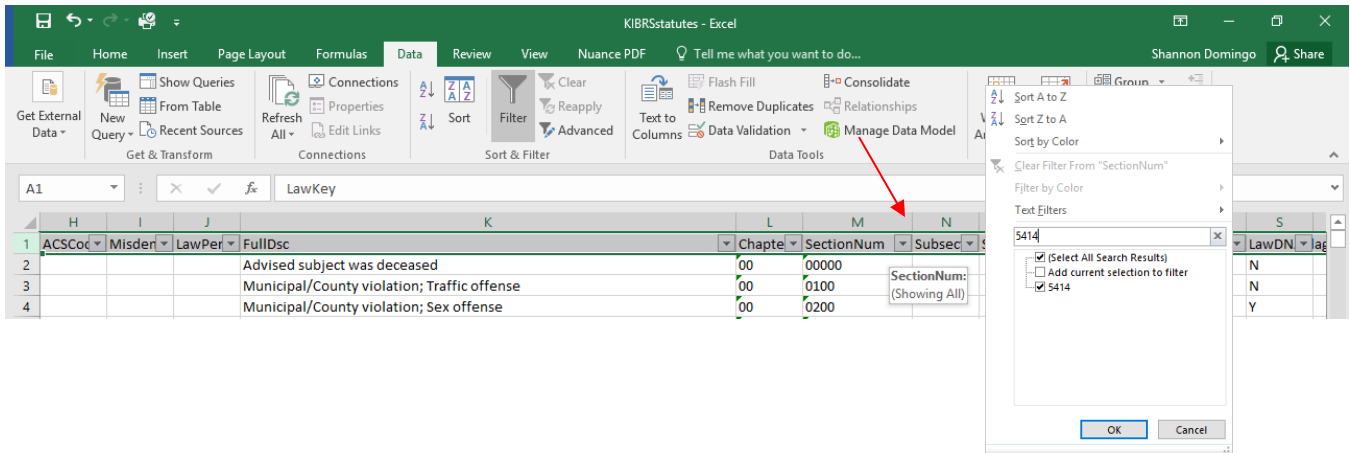 KIBRSstatutes - Excel
File Home Insert Page Layout Formulas Data Review View Nuance PDF Tell me what you want to do... Shannon Domingo Share
Get External Data
New Query
Show Queries
From Table
Recent Sources
Get & Transform
Refresh All
Connections
Properties
Edit Links
Connections
Sort
Filter
Clear
Reapply
Advanced
Sort & Filter
Text to Columns
Flash Fill
Remove Duplicates
Data Validation
Consolidate
Relationships
Manage Data Model
Data Tools
Group
A1 fx LawKey
H I J K L M N S
1 ACSCod Misden LawPer FullDsc Chapte SectionNum Subsec LawDN
2 Advised subject was deceased 00 00000 N
3 Municipal/County violation; Traffic offense 00 0100 N
4 Municipal/County violation; Sex offense 00 0200 Y
SectionNum:
(Showing All)
Sort A to Z
Sort Z to A
Sort by Color
Clear Filter From "SectionNum"
Filter by Color
Text Filters
5414
(Select All Search Results)
Add current selection to filter
5414
OK Cancel